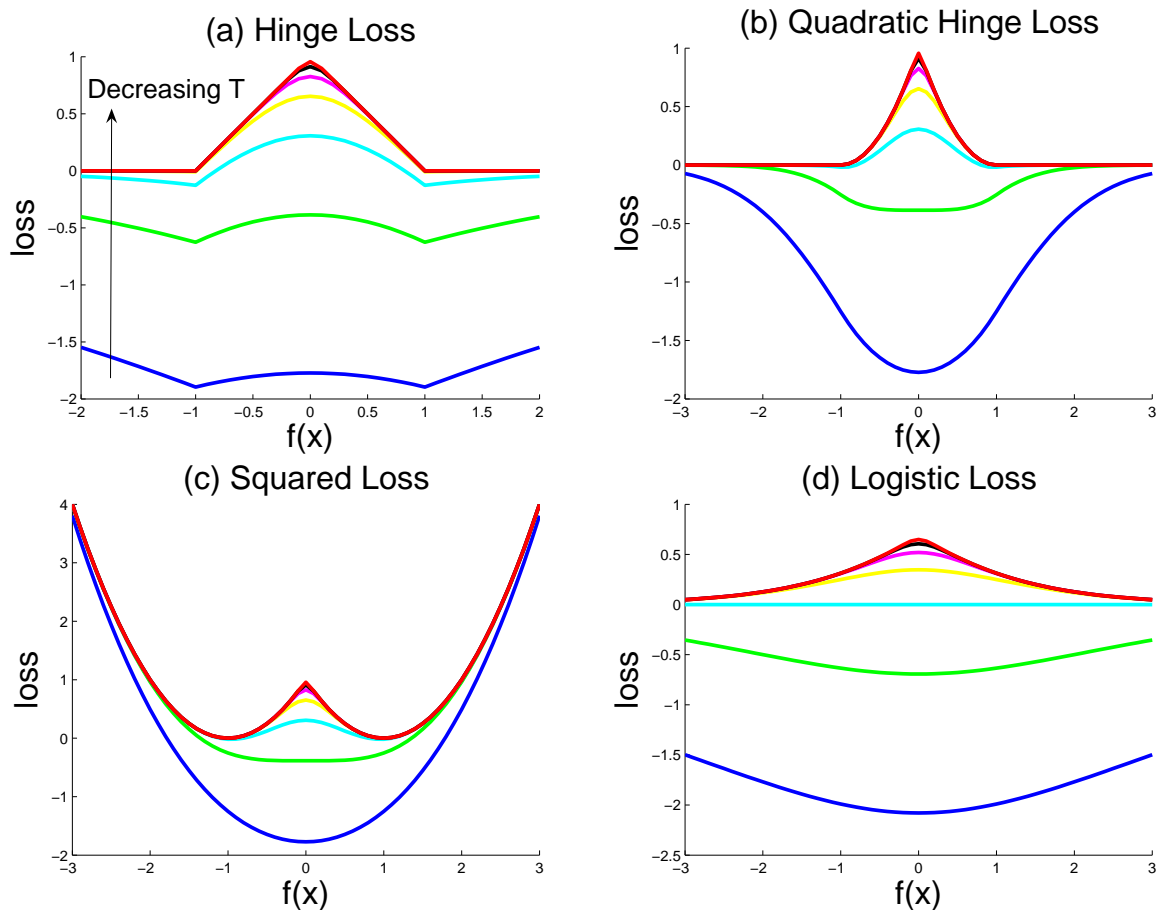 (a) Hinge Loss
Decreasing T
loss
1
0.5
0
−0.5
−1
−1.5
−2
−2 −1.5 −1 −0.5 0 0.5 1 1.5 2
f(x)
(b) Quadratic Hinge Loss
loss
1
0.5
0
−0.5
−1
−1.5
−2
−3 −2 −1 0 1 2 3
f(x)
(c) Squared Loss
loss
4
3
2
1
0
−1
−2
−3 −2 −1 0 1 2 3
f(x)
(d) Logistic Loss
loss
1
0.5
0
−0.5
−1
−1.5
−2
−2.5
−3 −2 −1 0 1 2 3
f(x)